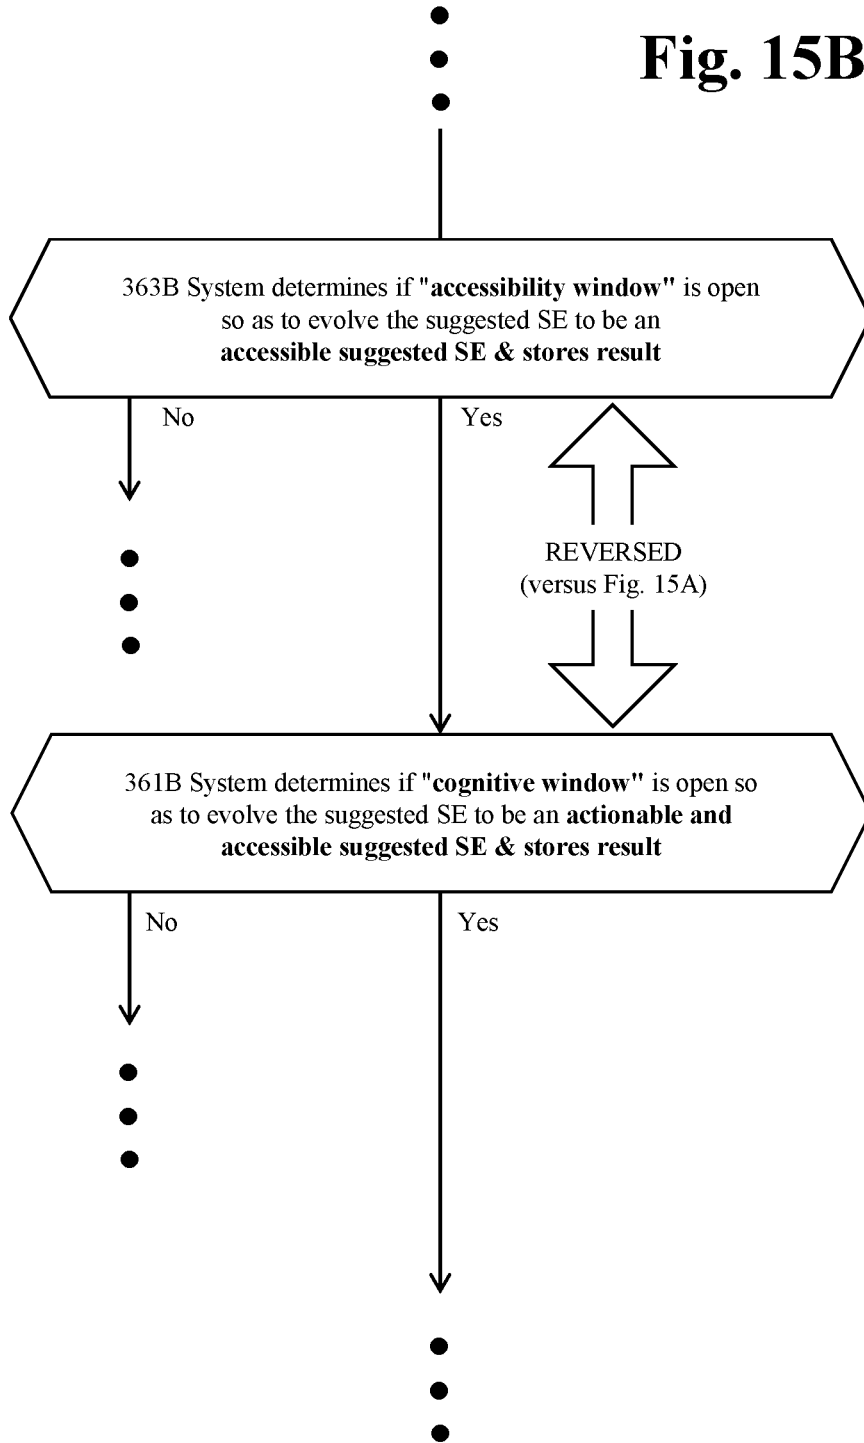 Fig. 15B
363B System determines if "accessibility window" is open
so as to evolve the suggested SE to be an
accessible suggested SE & stores result
No
Yes
REVERSED
(versus Fig. 15A)
361B System determines if "cognitive window" is open so
as to evolve the suggested SE to be an actionable and
accessible suggested SE & stores result
No
Yes